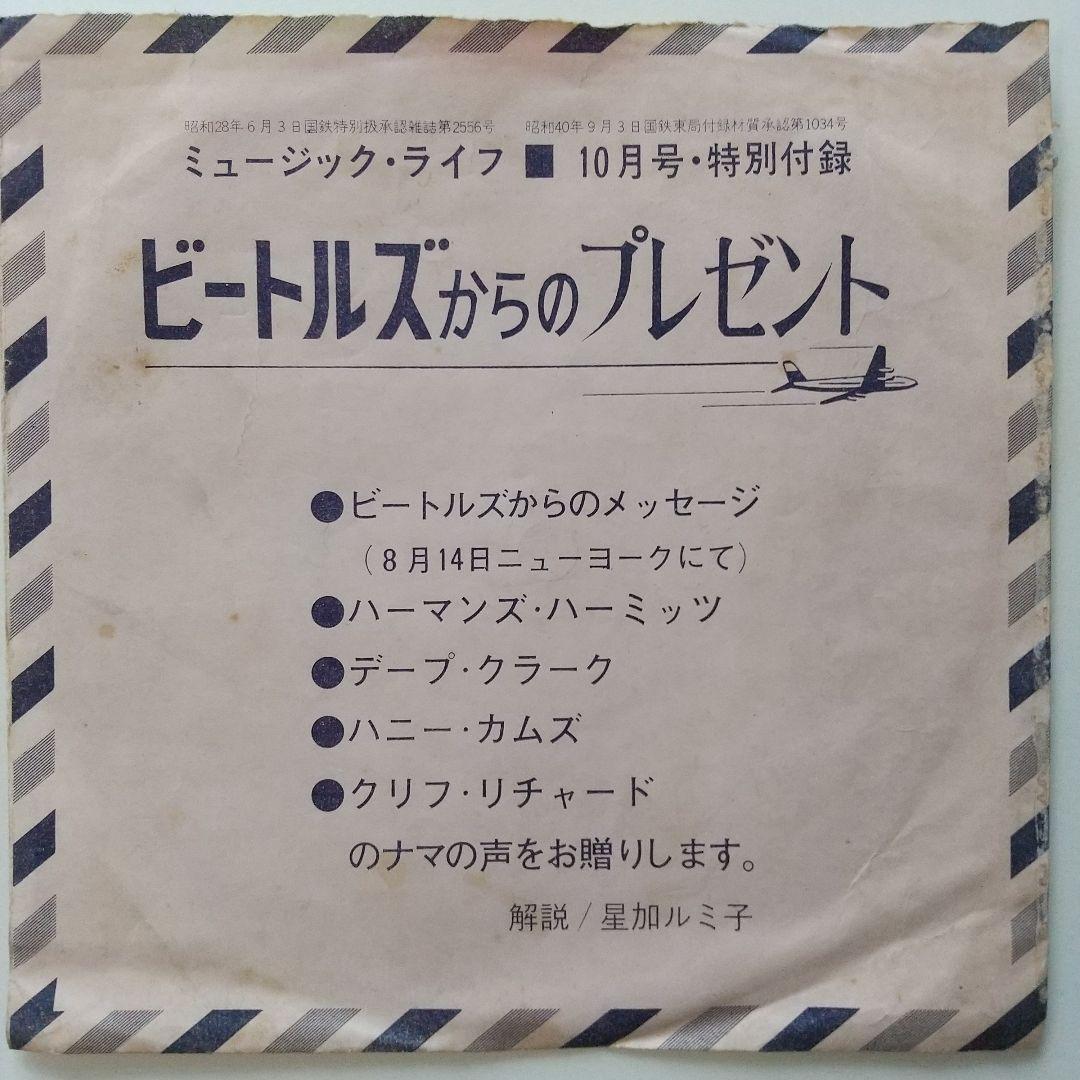 昭和28年6月3日国鉄特別扱承認雑誌第2556号　昭和40年9月3日国鉄東局付録材質承認第1034号
ミュージック・ライフ ■ 10月号・特別付録
ビートルズからのプレゼント
●ビートルズからのメッセージ
(8月14日ニューヨークにて)
●ハーマンズ・ハーミッツ
●デープ・クラーク
●ハニー・カムズ
●クリフ・リチャード
のナマの声をお贈りします。
解説/星加ルミ子